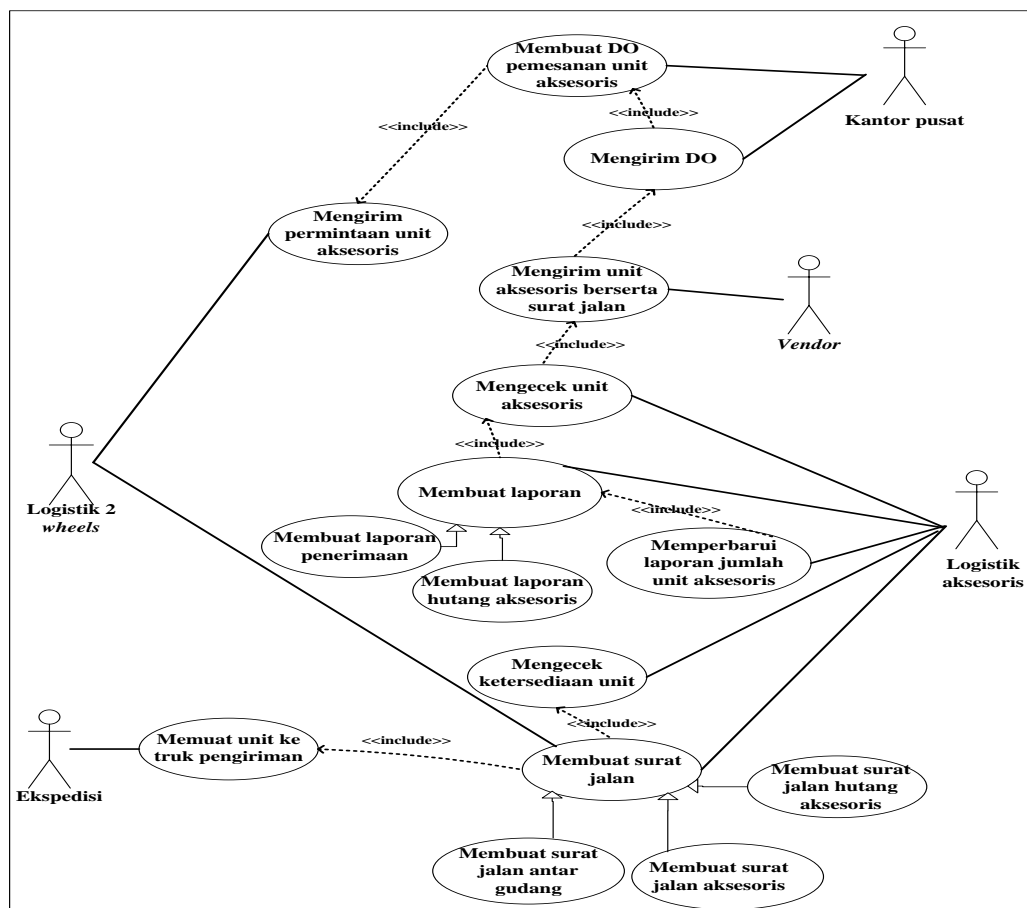 Membuat DO
pemesanan unit
aksesoris
Kantor pusat
<<include>>
Mengirim DO
<<include>>
Mengirim
permintaan unit
aksesoris
Mengirim unit
aksesoris berserta
surat jalan
Vendor
<<include>>
Mengecek unit
aksesoris
<<include>>
Logistik 2
wheels
Membuat laporan
<<include>>
Membuat laporan
penerimaan
Membuat laporan
hutang aksesoris
Memperbarui
laporan jumlah
unit aksesoris
Logistik
aksesoris
Mengecek
ketersediaan unit
<<include>>
Ekspedisi
Memuat unit ke
truk pengiriman
<<include>>
Membuat surat
jalan
Membuat surat
jalan hutang
aksesoris
Membuat surat
jalan antar
gudang
Membuat surat
jalan aksesoris
<<include>>